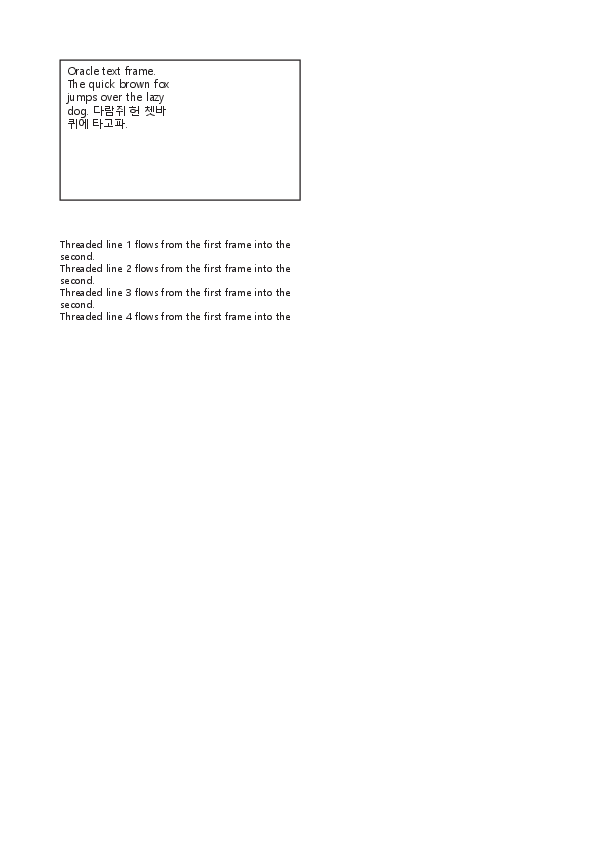 Oracle text frame.
The quick brown fox
jumps over the lazy
dog. 다람쥐 헌 쳇바
퀴에 타고파.
Threaded line 1 flows from the first frame into the
second.
Threaded line 2 flows from the first frame into the
second.
Threaded line 3 flows from the first frame into the
second.
Threaded line 4 flows from the first frame into the